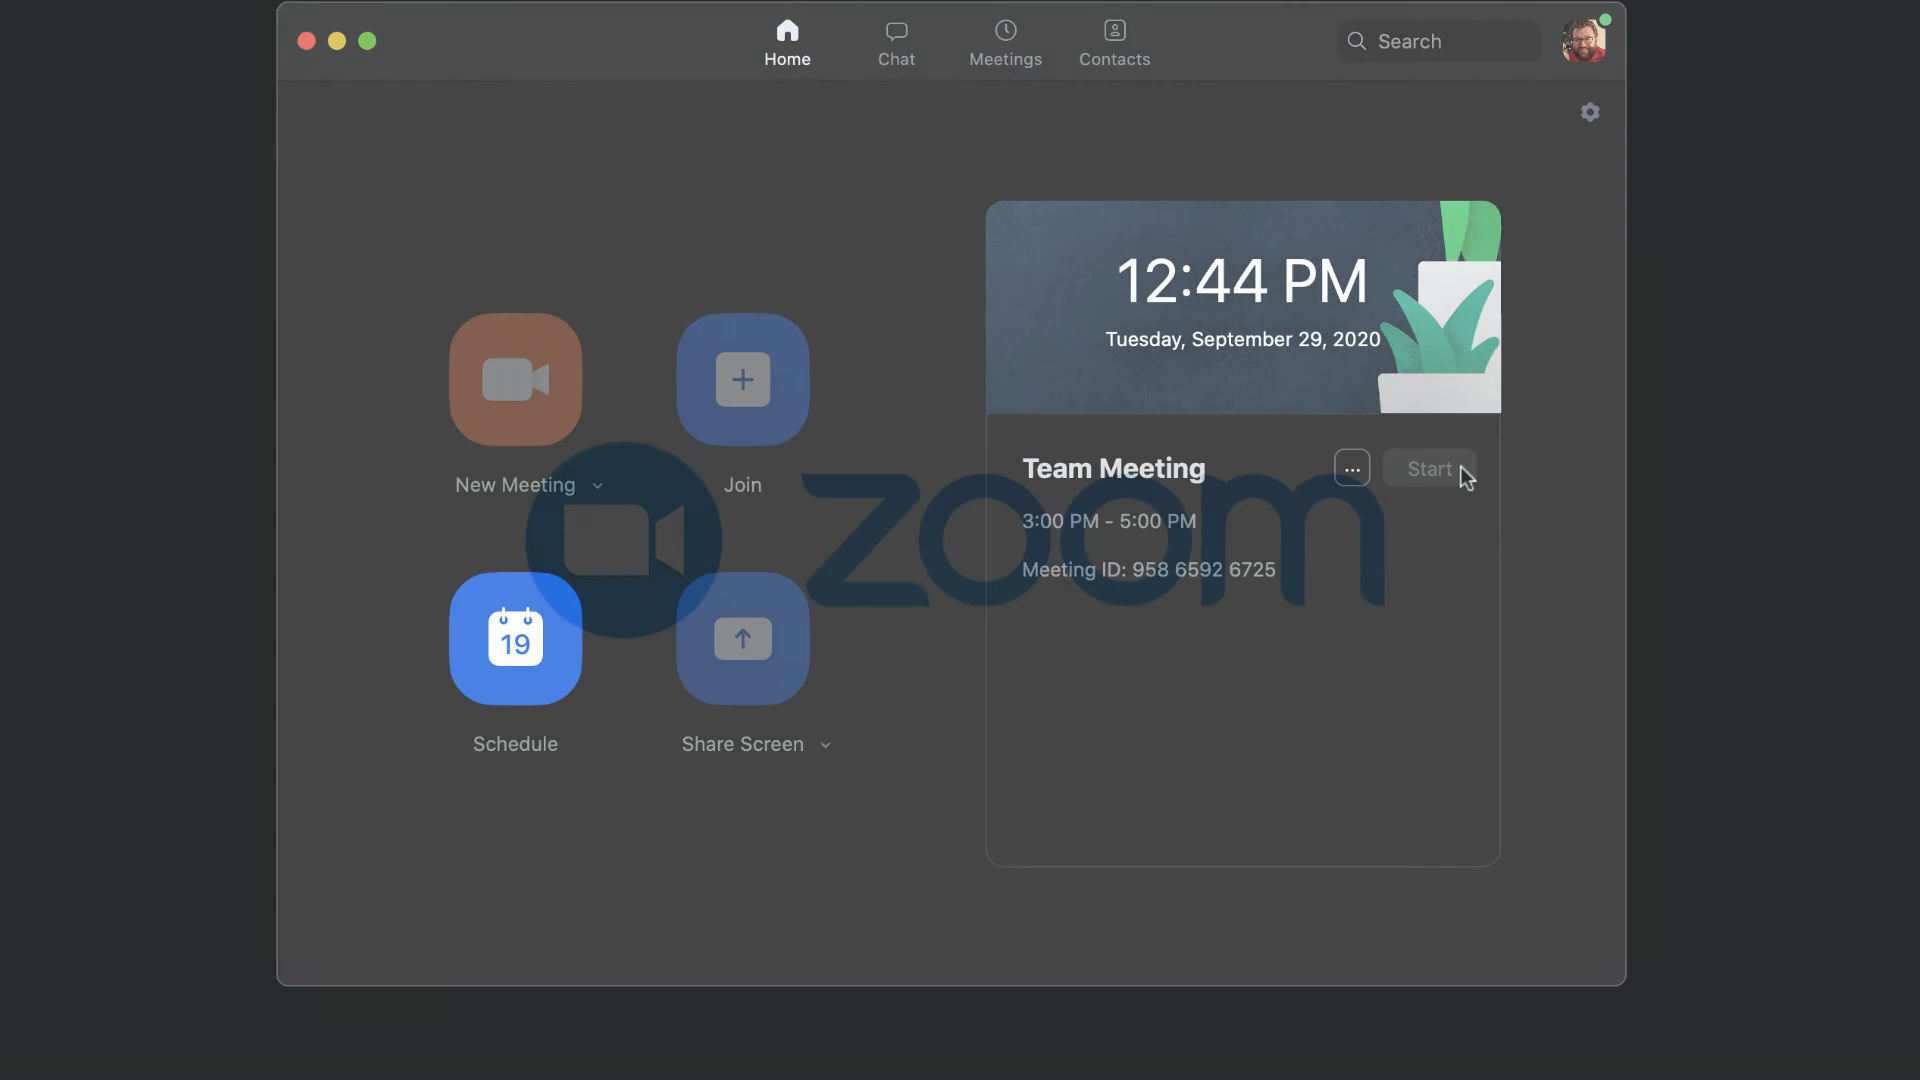 Home
Chat
Meetings
Contacts
Search
12:44 PM
Tuesday, September 29, 2020
New Meeting
Join
Team Meeting
Start
3:00 PM - 5:00 PM
Meeting ID: 958 6592 6725
zoom
19
Schedule
Share Screen